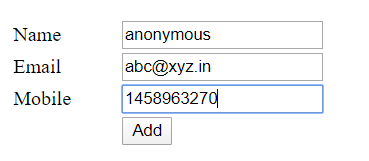 Name anonymous
Email abc@xyz.in
Mobile 1458963270
Add